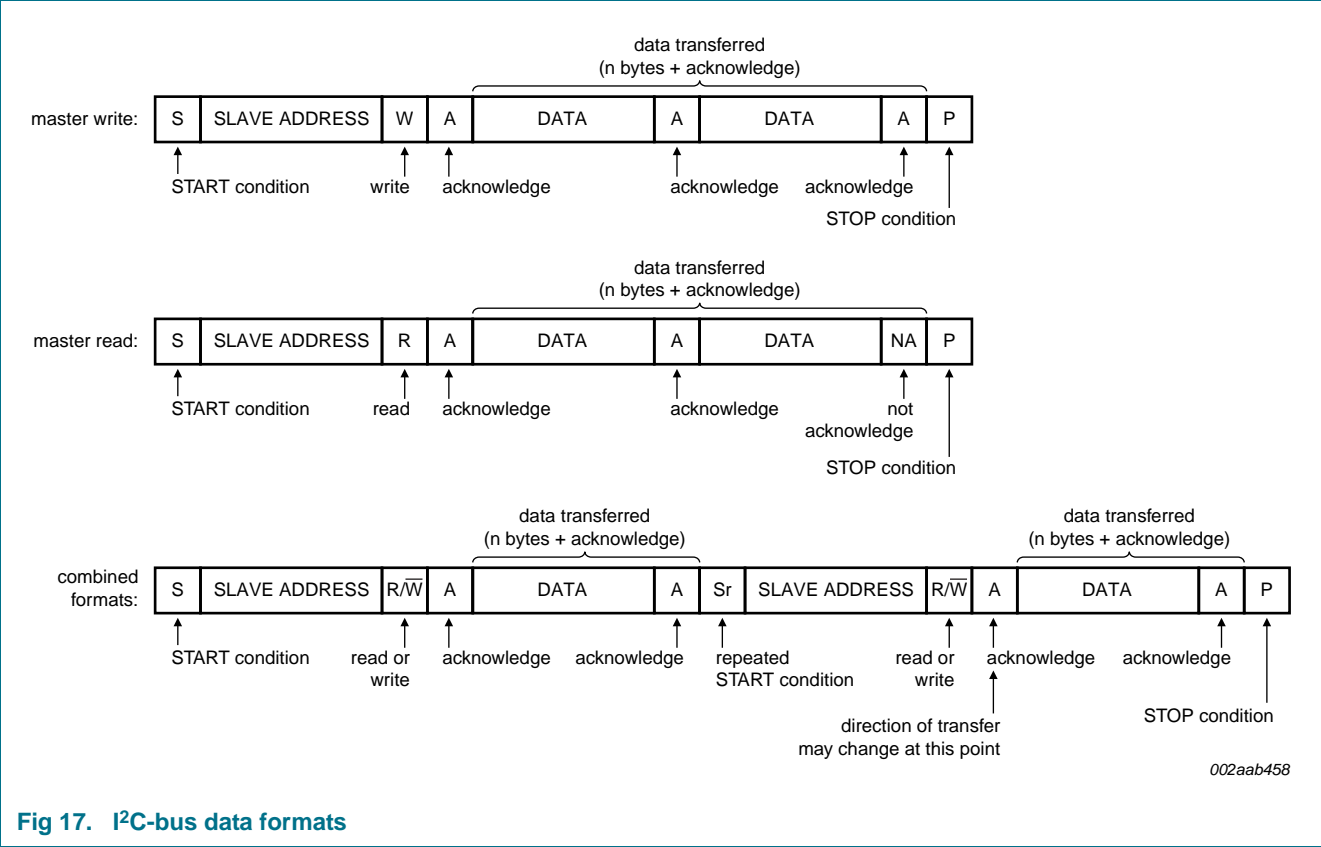 data transferred
(n bytes + acknowledge)
master write: S SLAVE ADDRESS W A DATA A DATA A P
START condition write acknowledge acknowledge acknowledge
STOP condition
data transferred
(n bytes + acknowledge)
master read: S SLAVE ADDRESS R A DATA A DATA NA P
START condition read acknowledge acknowledge not
acknowledge
STOP condition
data transferred data transferred
(n bytes + acknowledge) (n bytes + acknowledge)
combined
formats: S SLAVE ADDRESS R/W̅ A DATA A Sr SLAVE ADDRESS R/W̅ A DATA A P
START condition read or acknowledge acknowledge repeated read or acknowledge acknowledge
write START condition write
STOP condition
direction of transfer
may change at this point
002aab458
Fig 17. I²C-bus data formats